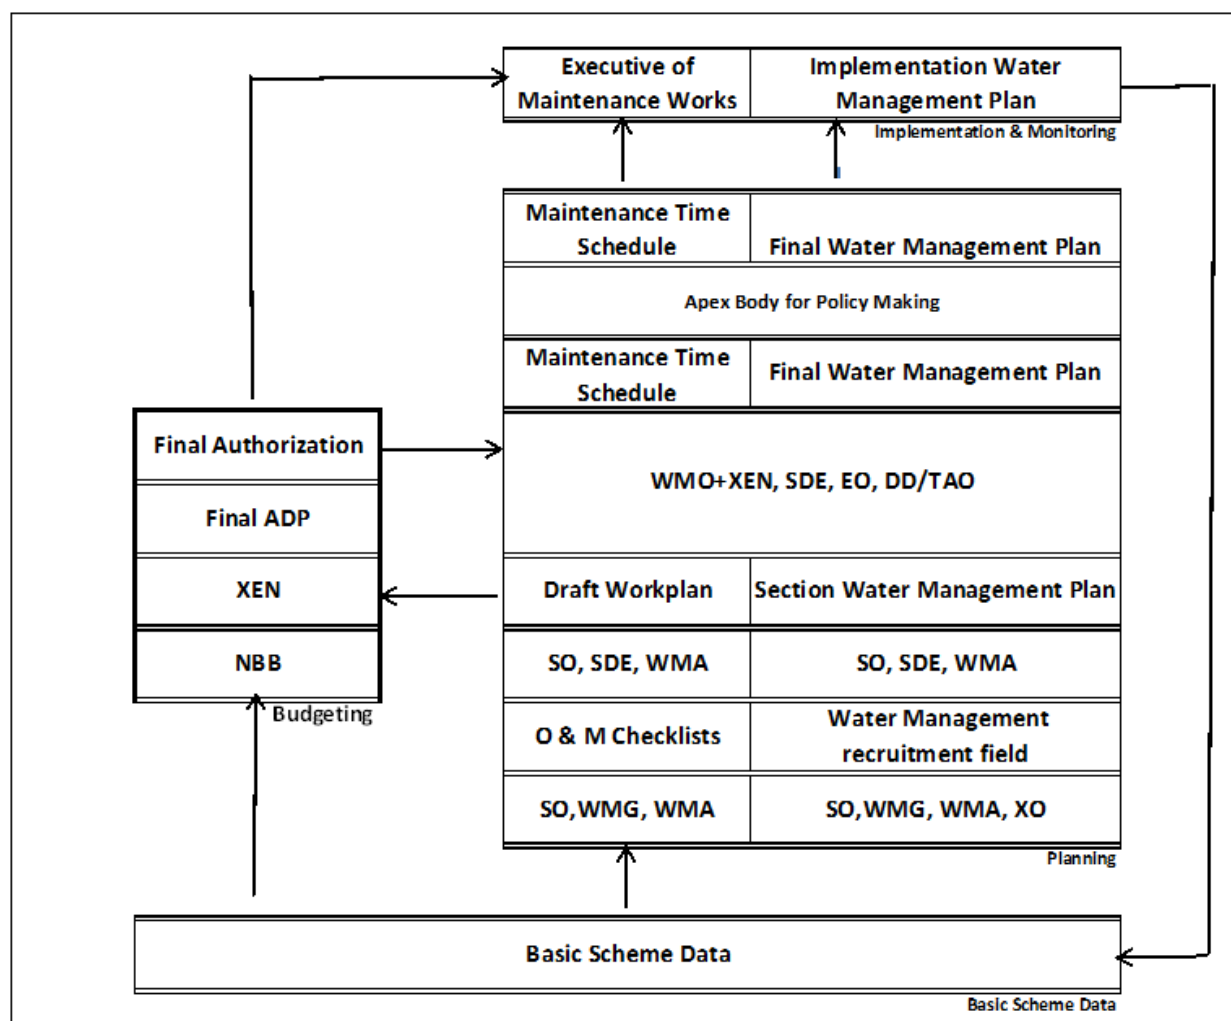 Executive of
Maintenance Works
Implementation Water
Management Plan
Implementation & Monitoring
Maintenance Time
Schedule
Final Water Management Plan
Apex Body for Policy Making
Maintenance Time
Schedule
Final Water Management Plan
Final Authorization
Final ADP
XEN
NBB
Budgeting
WMO+XEN, SDE, EO, DD/TAO
Draft Workplan
Section Water Management Plan
SO, SDE, WMA
SO, SDE, WMA
O & M Checklists
Water Management
recruitment field
SO,WMG, WMA
SO,WMG, WMA, XO
Planning
Basic Scheme Data
Basic Scheme Data